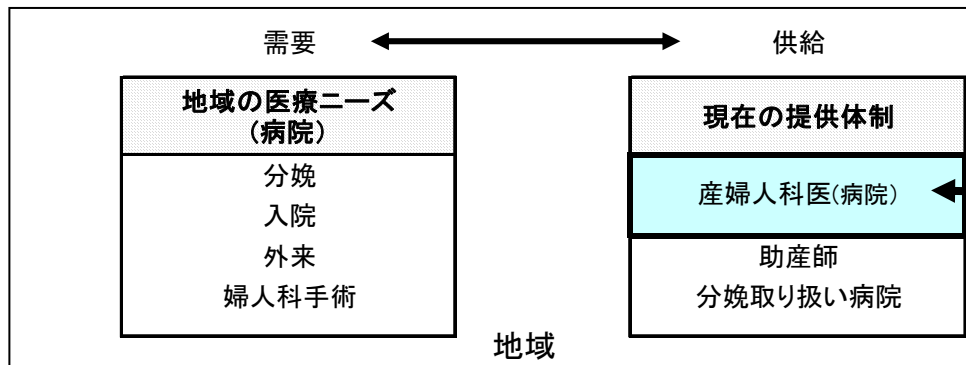 需要
供給
地域の医療ニーズ
(病院)
分娩
入院
外来
婦人科手術
現在の提供体制
産婦人科医(病院)
助産師
分娩取り扱い病院
地域